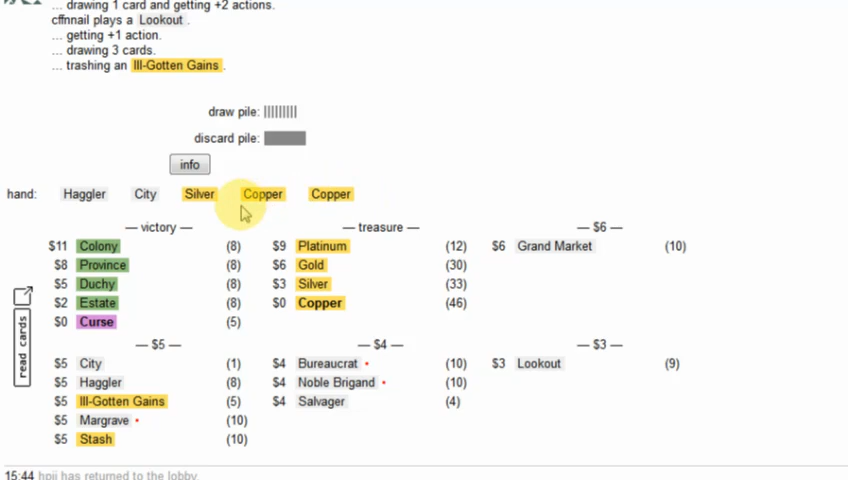 ... drawing 1 card and getting +2 actions.
cffnnail plays a Lookout.
... getting +1 action.
... drawing 3 cards.
... trashing an Ill-Gotten Gains.
draw pile:
discard pile:
info
hand: Haggler City Silver Copper Copper
— victory — — treasure — — $6 —
$11 Colony (8) $9 Platinum (12) $6 Grand Market (10)
$8 Province (8) $6 Gold (30)
$5 Duchy (8) $3 Silver (33)
$2 Estate (8) $0 Copper (46)
$0 Curse (5)
read cards
— $5 — — $4 — — $3 —
$5 City (1) $4 Bureaucrat • (10) $3 Lookout (9)
$5 Haggler (8) $4 Noble Brigand • (10)
$5 Ill-Gotten Gains (5) $4 Salvager (4)
$5 Margrave • (10)
$5 Stash (10)
15:44 hpii has returned to the lobby.